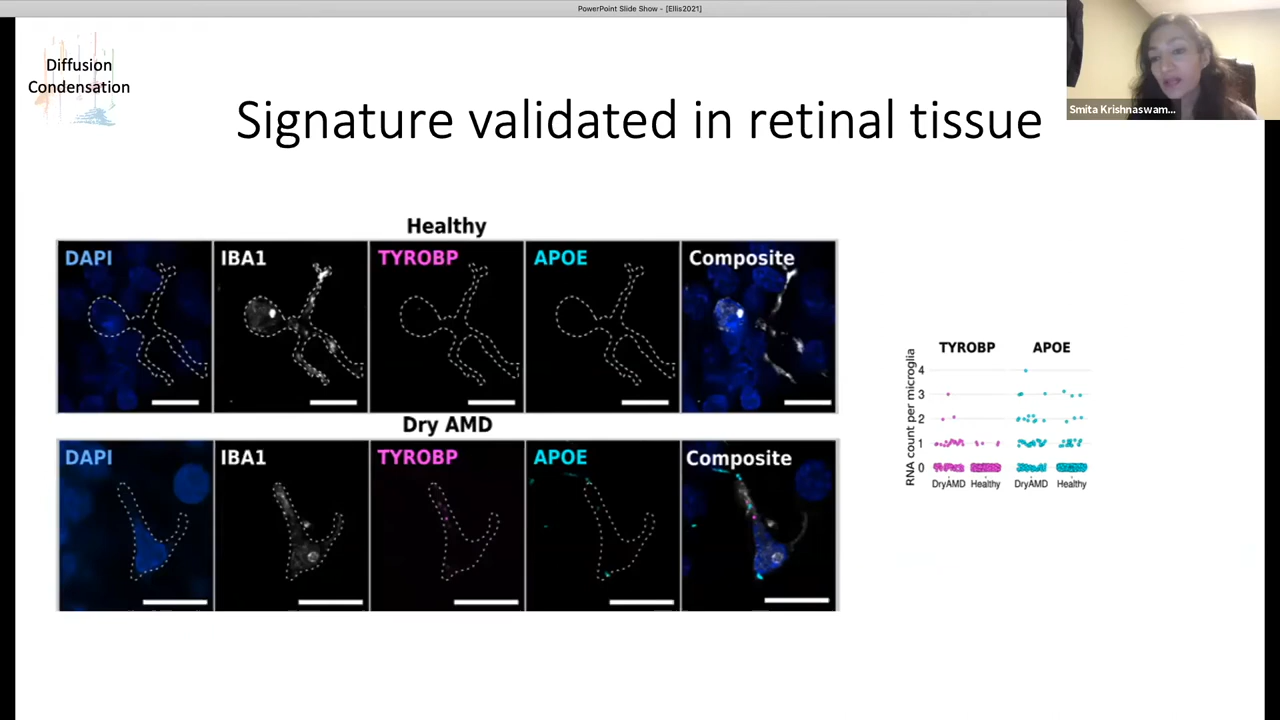 PowerPoint Slide Show - [Ellis2021]
Diffusion
Condensation
Smita Krishnaswam...
Signature validated in retinal tissue
Healthy
DAPI IBA1 TYROBP APOE Composite
Dry AMD
DAPI IBA1 TYROBP APOE Composite
TYROBP APOE
RNA count per microglia
4
3
2
1
0
DryAMD Healthy DryAMD Healthy